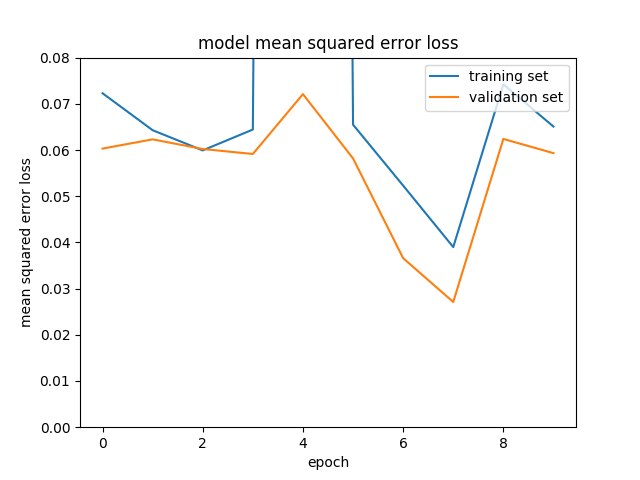 model mean squared error loss
training set
validation set
0.08
0.07
0.06
0.05
0.04
0.03
0.02
0.01
0.00
mean squared error loss
0 2 4 6 8
epoch